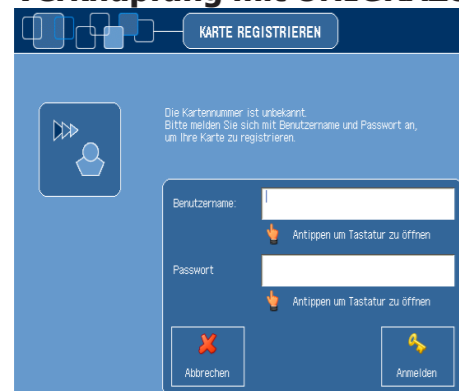 KARTE REGISTRIEREN
Die Kartennummer ist unbekannt.
Bitte melden Sie sich mit Benutzername und Passwort an,
um Ihre Karte zu registrieren.
Benutzername:
Antippen um Tastatur zu öffnen
Passwort
Antippen um Tastatur zu öffnen
Abbrechen
Anmelden